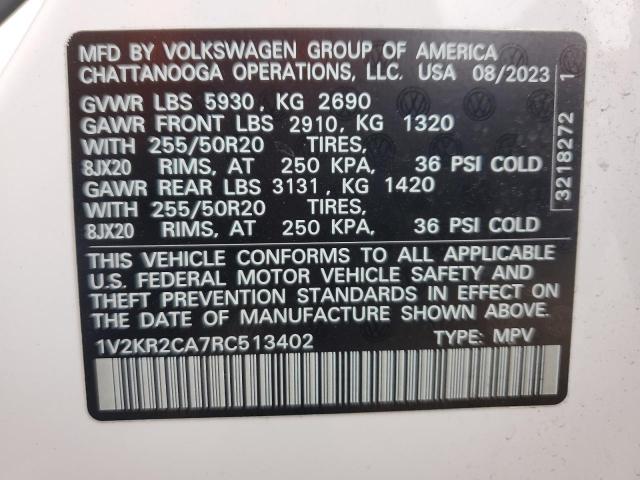 MFD BY VOLKSWAGEN GROUP OF AMERICA
CHATTANOOGA OPERATIONS, LLC. USA 08/2023
GVWR LBS 5930, KG 2690
GAWR FRONT LBS 2910, KG 1320
WITH 255/50R20 TIRES,
8JX20 RIMS, AT 250 KPA, 36 PSI COLD
GAWR REAR LBS 3131, KG 1420
WITH 255/50R20 TIRES,
8JX20 RIMS, AT 250 KPA, 36 PSI COLD
THIS VEHICLE CONFORMS TO ALL APPLICABLE
U.S. FEDERAL MOTOR VEHICLE SAFETY AND
THEFT PREVENTION STANDARDS IN EFFECT ON
THE DATE OF MANUFACTURE SHOWN ABOVE.
1V2KR2CA7RC513402 TYPE: MPV
3218272 1